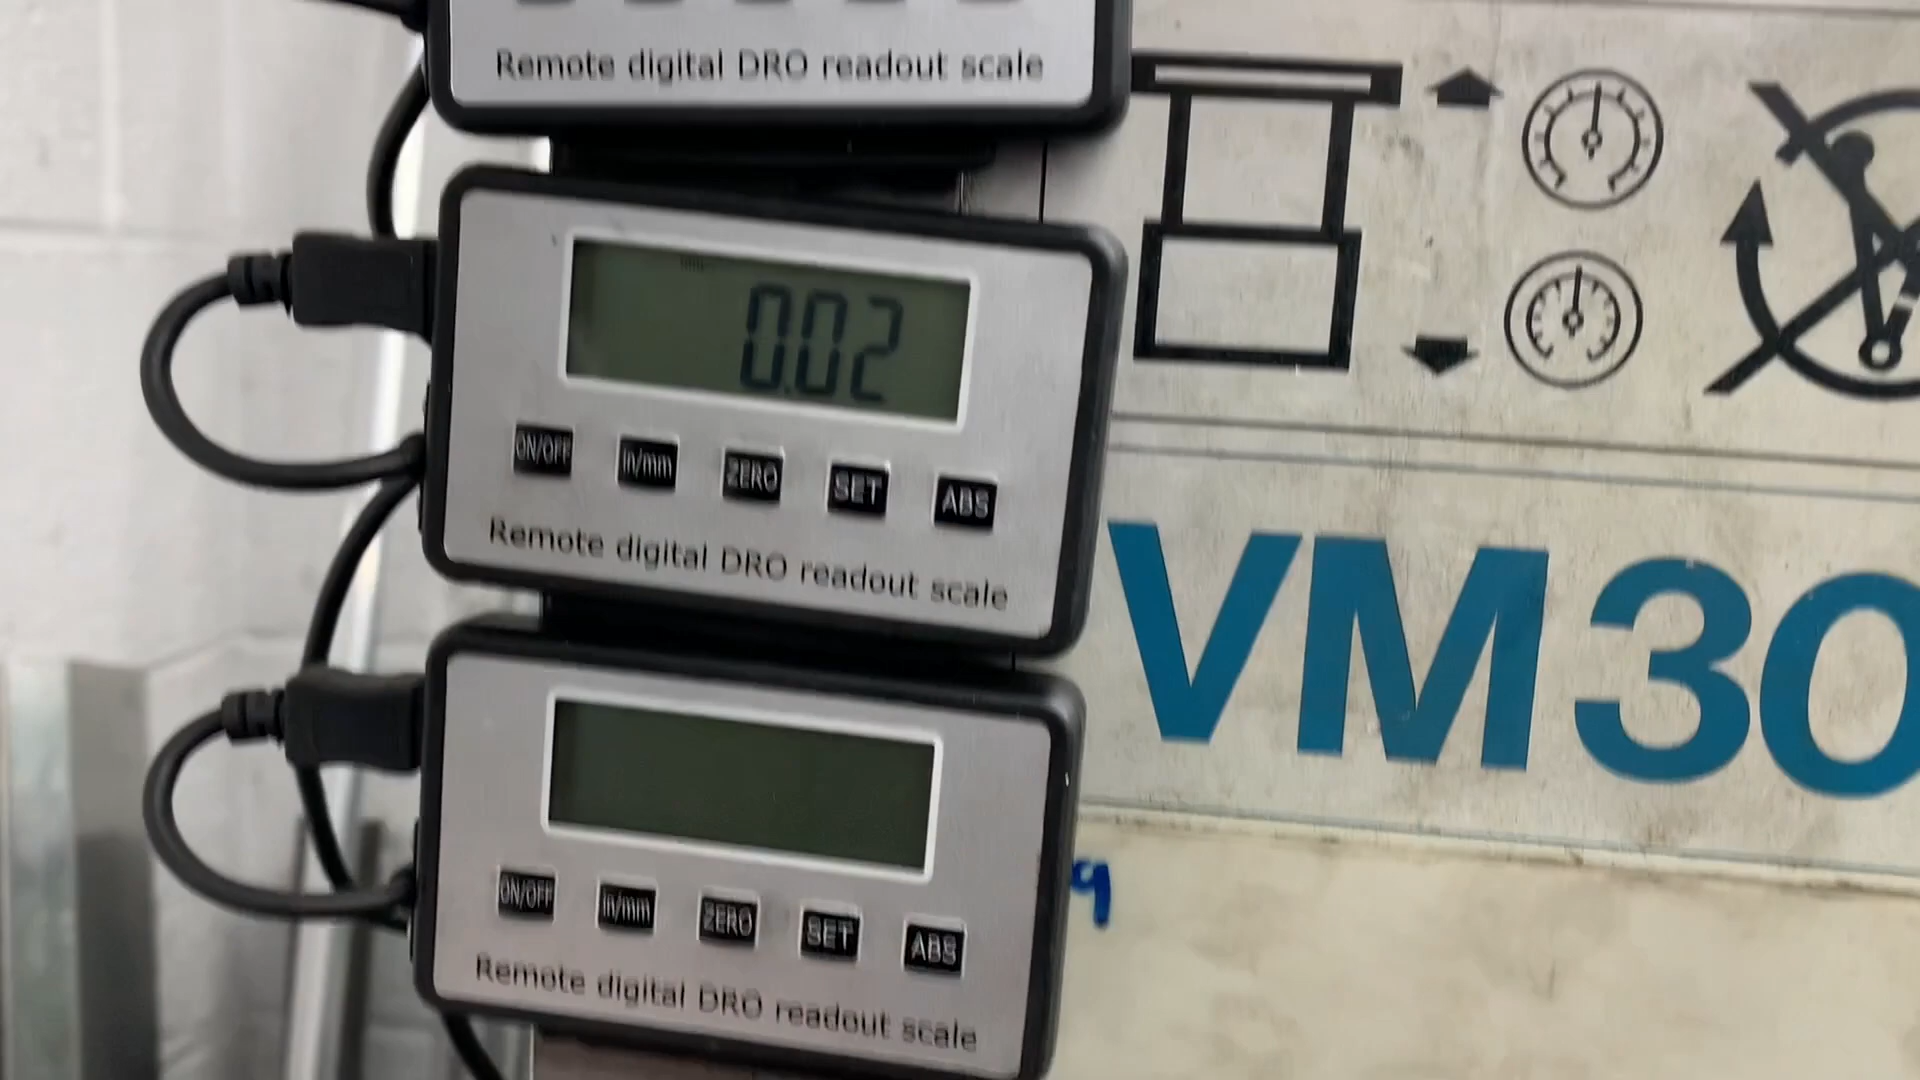 Remote digital DRO readout scale
0.02
ON/OFF in/mm ZERO SET ABS
Remote digital DRO readout scale
VM30
ON/OFF in/mm ZERO SET ABS
9
Remote digital DRO readout scale